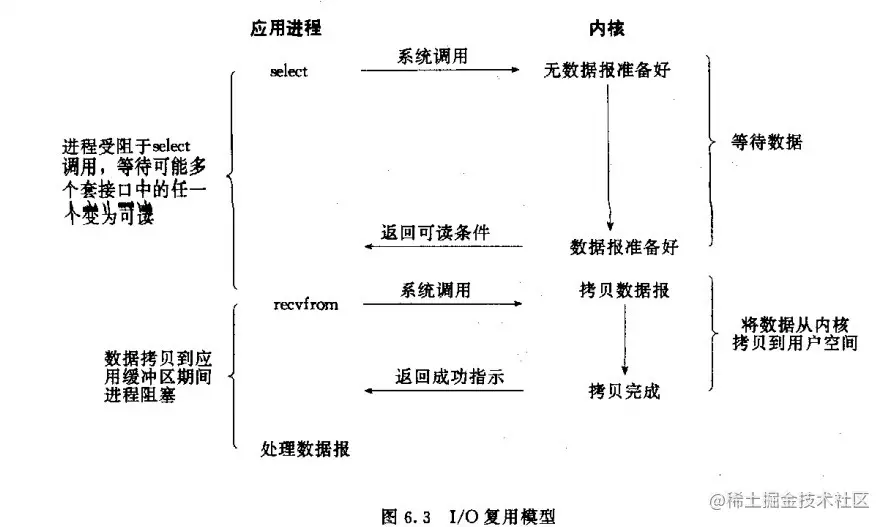 应用进程
内核
select
系统调用
无数据报准备好
进程受阻于select
调用，等待可能多
个套接口中的任一
个变为可读
等待数据
返回可读条件
数据报准备好
recvfrom
系统调用
拷贝数据报
将数据从内核
拷贝到用户空间
数据拷贝到应
用缓冲区期间
进程阻塞
返回成功指示
拷贝完成
处理数据报
图 6.3 I/O 复用模型
@稀土掘金技术社区